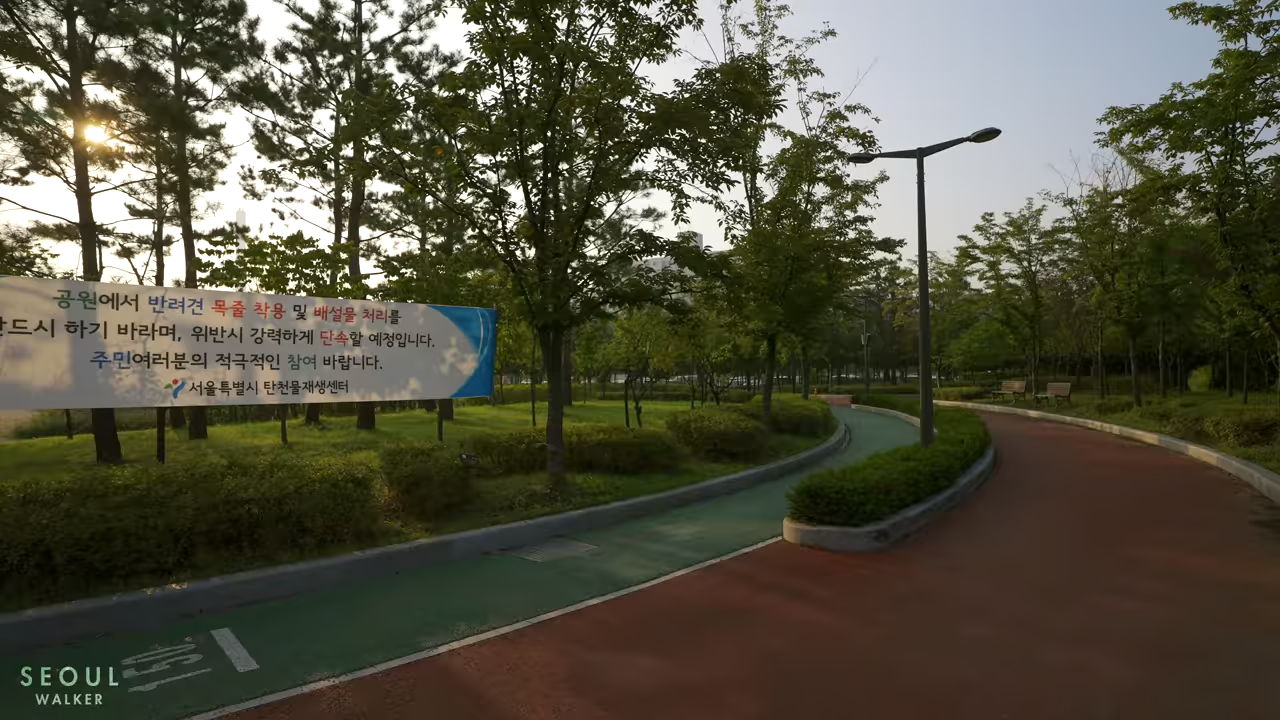 공원에서 반려견 목줄 착용 및 배설물 처리를
반드시 하기 바라며, 위반시 강력하게 단속할 예정입니다.
주민여러분의 적극적인 참여 바랍니다.
서울특별시 탄천물재생센터
150
SEOUL
WALKER